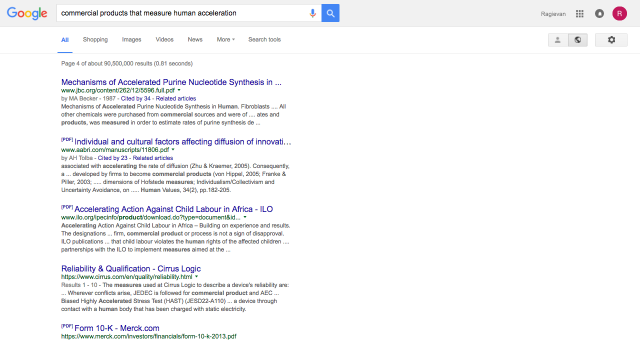 Google
commercial products that measure human acceleration
Ragiavan
R
All Shopping Images Videos News More Search tools
Page 4 of about 90,500,000 results (0.81 seconds)
Mechanisms of Accelerated Purine Nucleotide Synthesis in ...
www.jbc.org/content/262/12/5596.full.pdf
by MA Becker - 1987 - Cited by 34 - Related articles
Mechanisms of Accelerated Purine Nucleotide Synthesis in Human. Fibroblasts .... All
other chemicals were purchased from commercial sources and were of .... ates and
products, was measured in order to estimate rates of purine synthesis de ...
[PDF] Individual and cultural factors affecting diffusion of innovati...
www.aabri.com/manuscripts/11806.pdf
by AH Tolba - Cited by 23 - Related articles
associated with accelerating the rate of diffusion (Zhu & Kraemer, 2005). Consequently,
a ... developed by firms to become commercial products (von Hippel, 2005; Franke &
Piller, 2003; ..... dimensions of Hofstede measures; Individualism/Collectivism and
Uncertainty Avoidance, on ..... Human Values, 34(2), pp.182-205.
[PDF] Accelerating Action Against Child Labour in Africa - ILO
www.ilo.org/ipecinfo/product/download.do?type=document&id...
Accelerating Action Against Child Labour in Africa – Building on experience and results.
The designations ... firm, commercial product or process is not a sign of disapproval.
ILO publications ... that child labour violates the human rights of the affected children ....
partnerships with the ILO to implement measures aimed at the ...
Reliability & Qualification - Cirrus Logic
https://www.cirrus.com/en/quality/reliability.html
Results 1 - 10 - The measures used at Cirrus Logic to describe a device's reliability are:
... Wherever conflicts arise, JEDEC is followed for commercial product and AEC ...
Biased Highly Accelerated Stress Test (HAST) (JESD22-A110) ... a device through
contact with a human body that has been charged with static electricity.
[PDF] Form 10-K - Merck.com
https://www.merck.com/investors/financials/form-10-k-2013.pdf